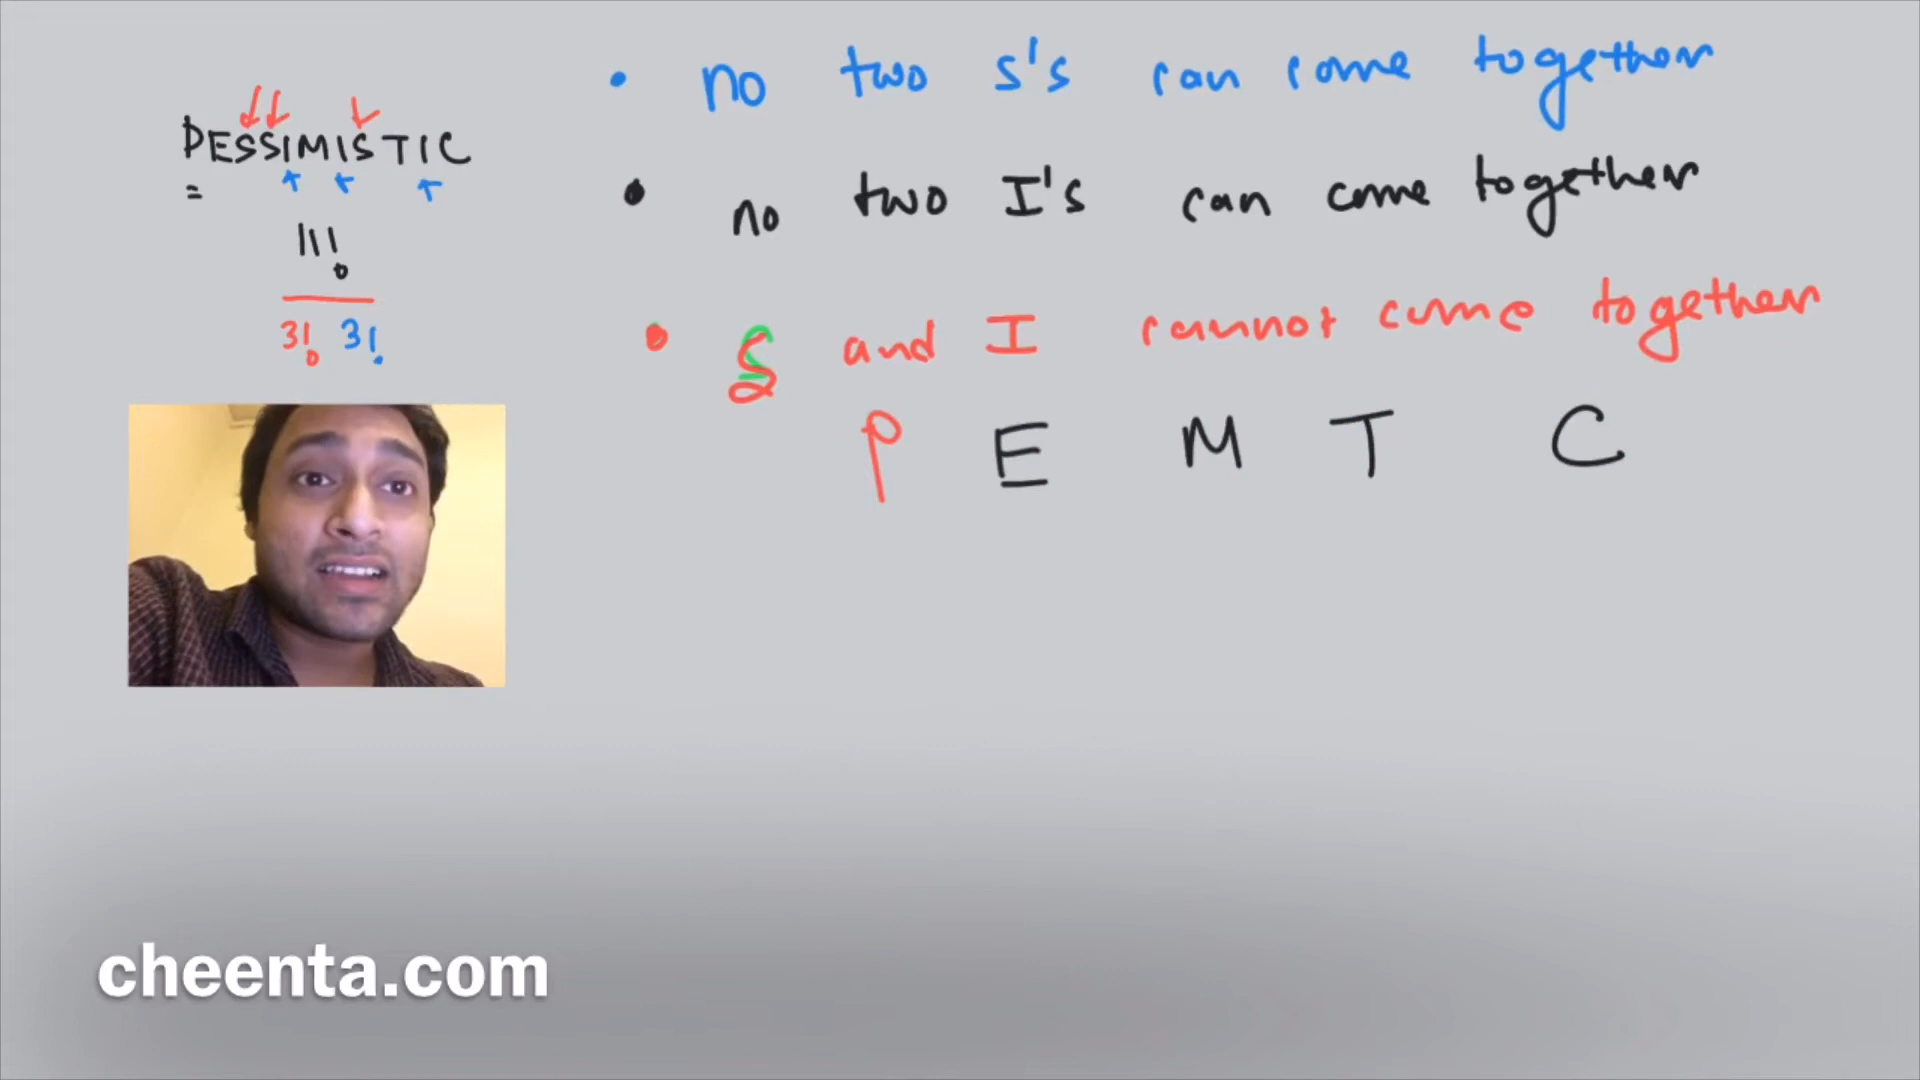 PESSIMISTIC
=
11!
3! 3!
• no two s's can come together
• no two I's can come together
• S and I cannot come together
P E M T C
cheenta.com